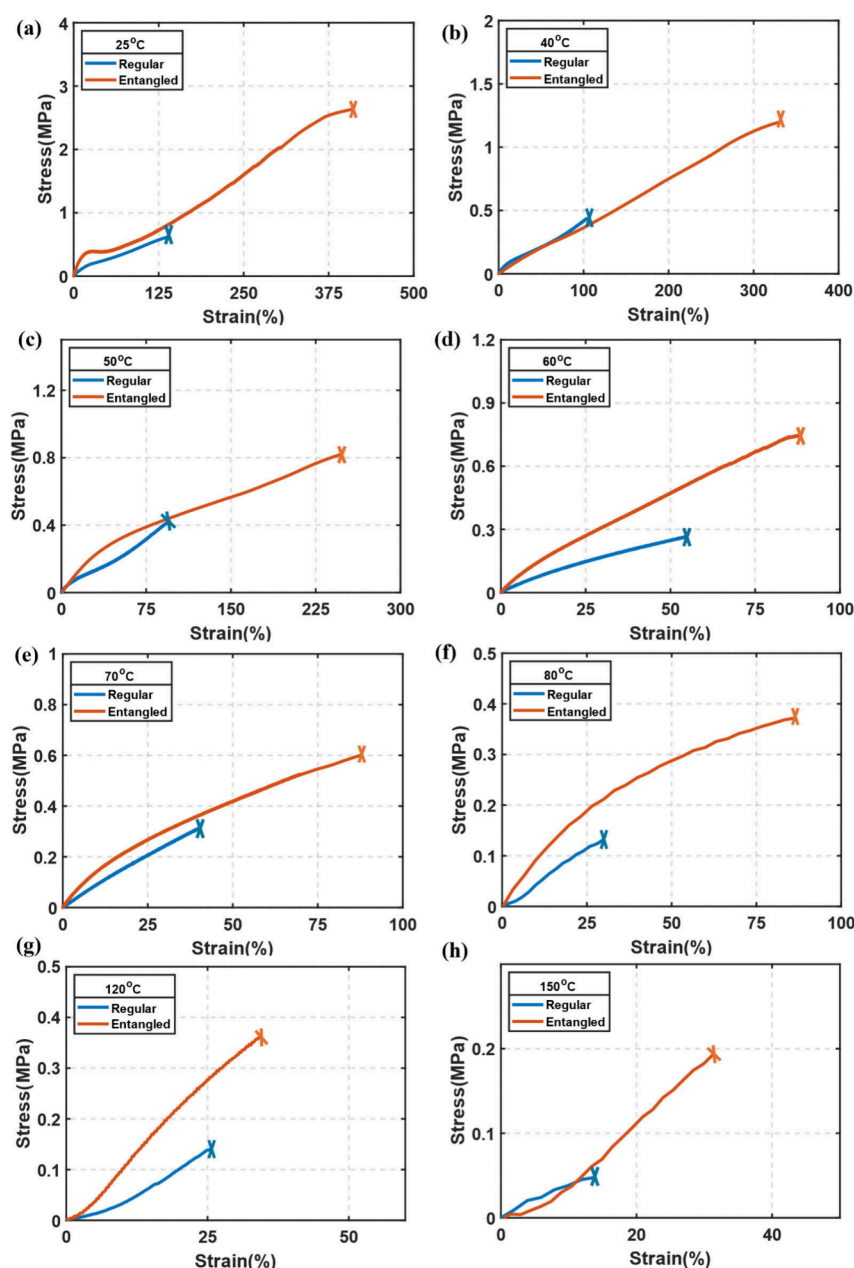 (a)
25°C
Regular
Entangled
Stress(MPa)
4
3
2
1
0
0 125 250 375 500
Strain(%)
(b)
40°C
Regular
Entangled
Stress(MPa)
2
1.5
1
0.5
0
0 100 200 300 400
Strain(%)
(c)
50°C
Regular
Entangled
Stress(MPa)
1.2
0.8
0.4
0
0 75 150 225 300
Strain(%)
(d)
60°C
Regular
Entangled
Stress(MPa)
1.2
0.9
0.6
0.3
0
0 25 50 75 100
Strain(%)
(e)
70°C
Regular
Entangled
Stress(MPa)
1
0.8
0.6
0.4
0.2
0
0 25 50 75 100
Strain(%)
(f)
80°C
Regular
Entangled
Stress(MPa)
0.5
0.4
0.3
0.2
0.1
0
0 25 50 75 100
Strain(%)
(g)
120°C
Regular
Entangled
Stress(MPa)
0.5
0.4
0.3
0.2
0.1
0
0 25 50
Strain(%)
(h)
150°C
Regular
Entangled
Stress(MPa)
0.2
0.1
0
0 20 40
Strain(%)